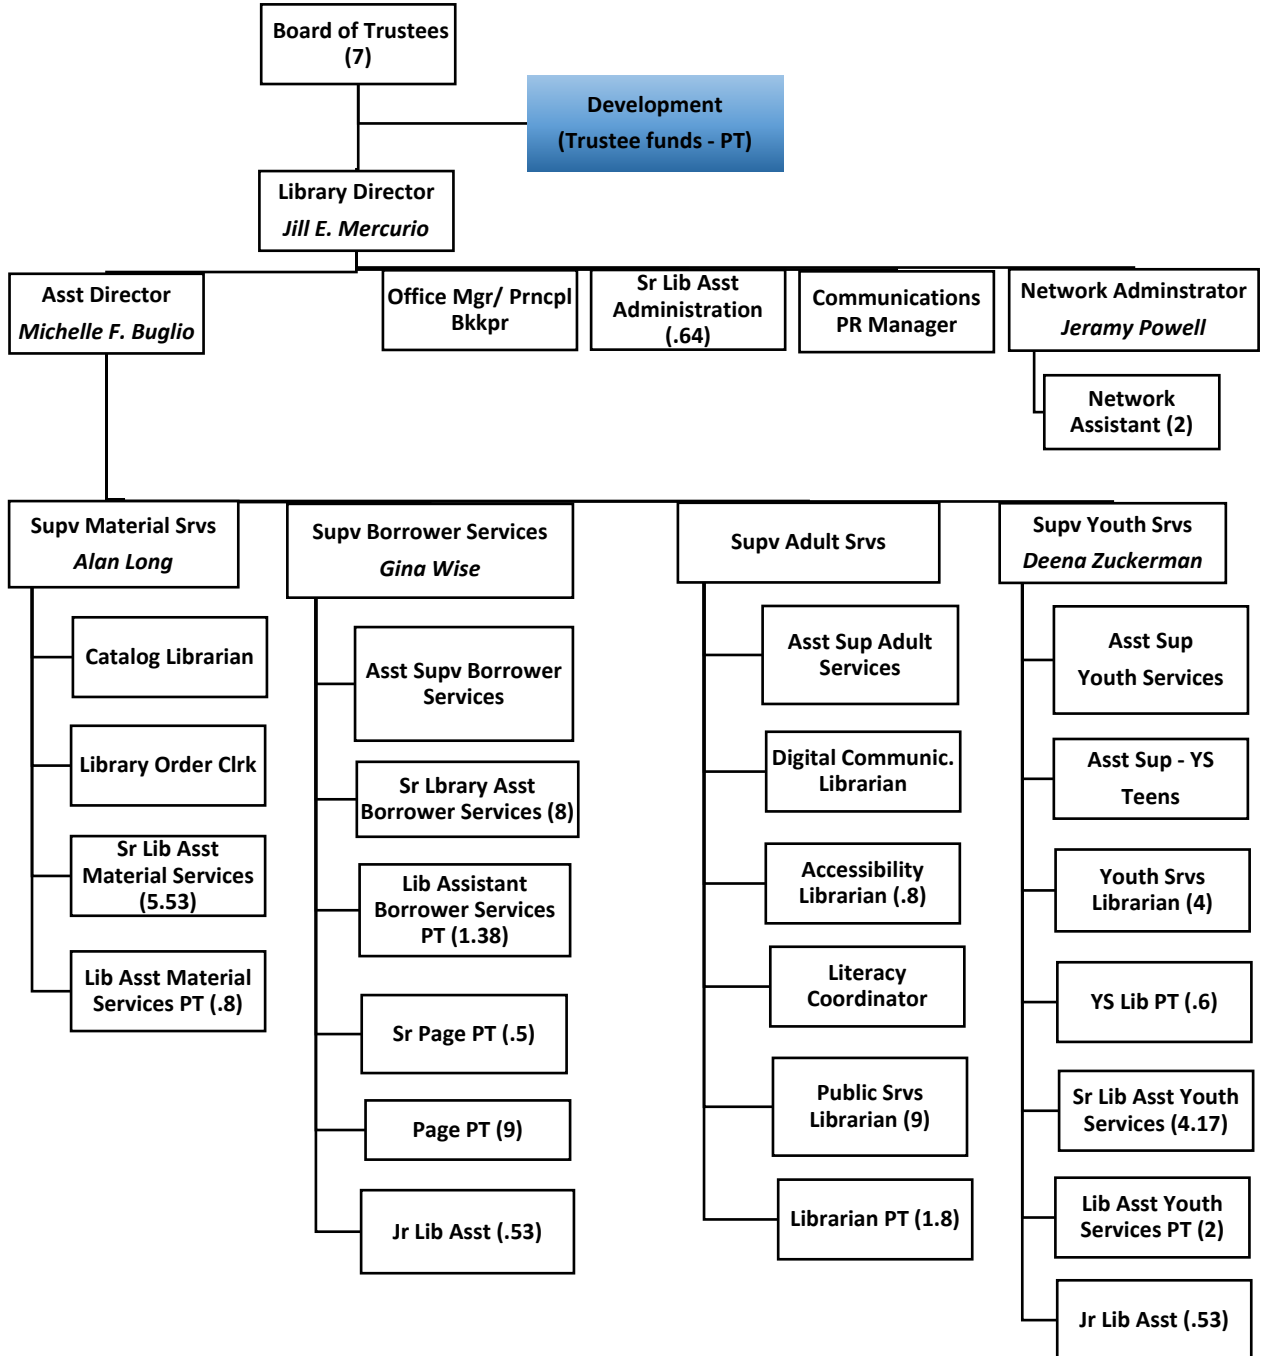 Board of Trustees
(7)
Development
(Trustee funds - PT)
Library Director
Jill E. Mercurio
Asst Director
Michelle F. Buglio
Office Mgr/ Prncpl
Bkkpr
Sr Lib Asst
Administration
(.64)
Communications
PR Manager
Network Adminstrator
Jeramy Powell
Network
Assistant (2)
Supv Material Srvs
Alan Long
Supv Borrower Services
Gina Wise
Supv Adult Srvs
Supv Youth Srvs
Deena Zuckerman
Catalog Librarian
Library Order Clrk
Sr Lib Asst
Material Services
(5.53)
Lib Asst Material
Services PT (.8)
Asst Supv Borrower
Services
Sr Lbrary Asst
Borrower Services (8)
Lib Assistant
Borrower Services
PT (1.38)
Sr Page PT (.5)
Page PT (9)
Jr Lib Asst (.53)
Asst Sup Adult
Services
Digital Communic.
Librarian
Accessibility
Librarian (.8)
Literacy
Coordinator
Public Srvs
Librarian (9)
Librarian PT (1.8)
Asst Sup
Youth Services
Asst Sup - YS
Teens
Youth Srvs
Librarian (4)
YS Lib PT (.6)
Sr Lib Asst Youth
Services (4.17)
Lib Asst Youth
Services PT (2)
Jr Lib Asst (.53)